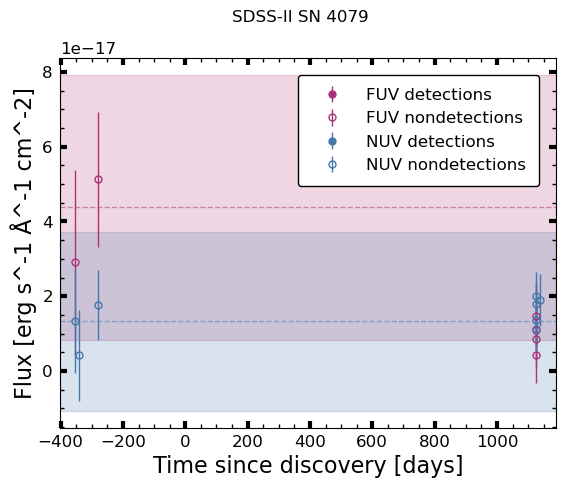 SDSS-II SN 4079
1e−17
8
6
4
2
0
Flux [erg s^-1 Å^-1 cm^-2]
FUV detections
FUV nondetections
NUV detections
NUV nondetections
−400 −200 0 200 400 600 800 1000
Time since discovery [days]